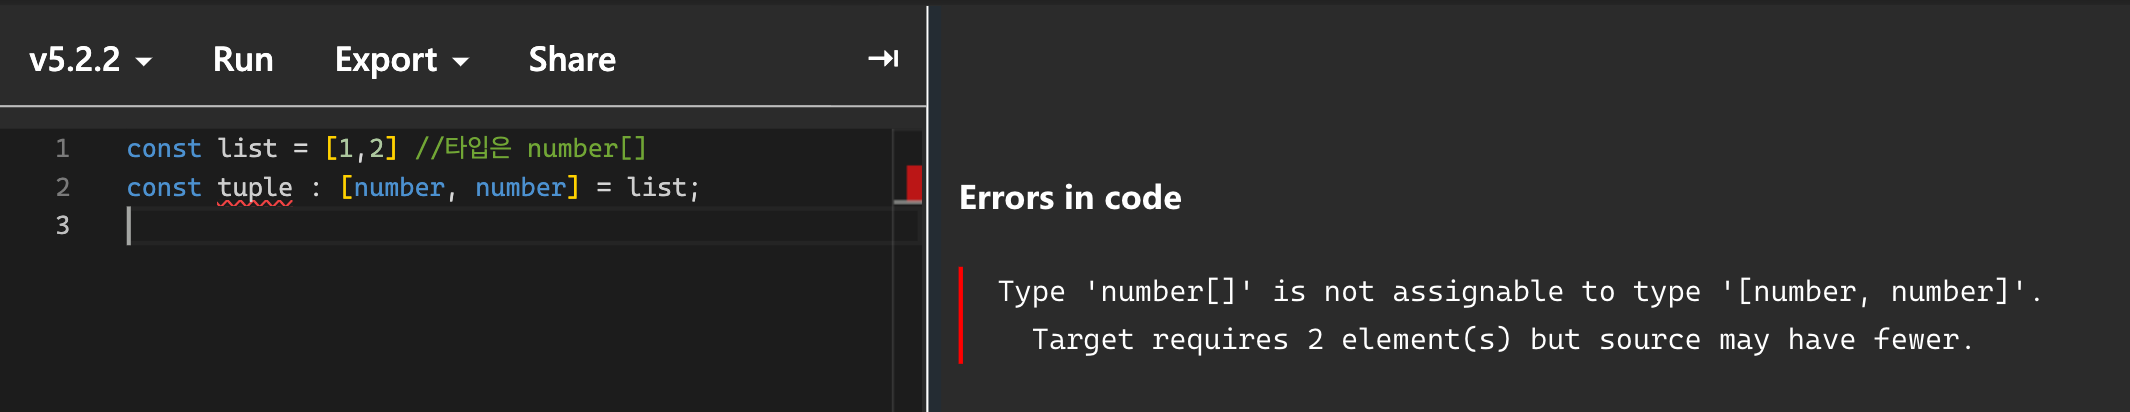 v5.2.2 Run Export Share
1 const list = [1,2] //타입은 number[]
2 const tuple : [number, number] = list;
3
Errors in code
Type 'number[]' is not assignable to type '[number, number]'.
Target requires 2 element(s) but source may have fewer.